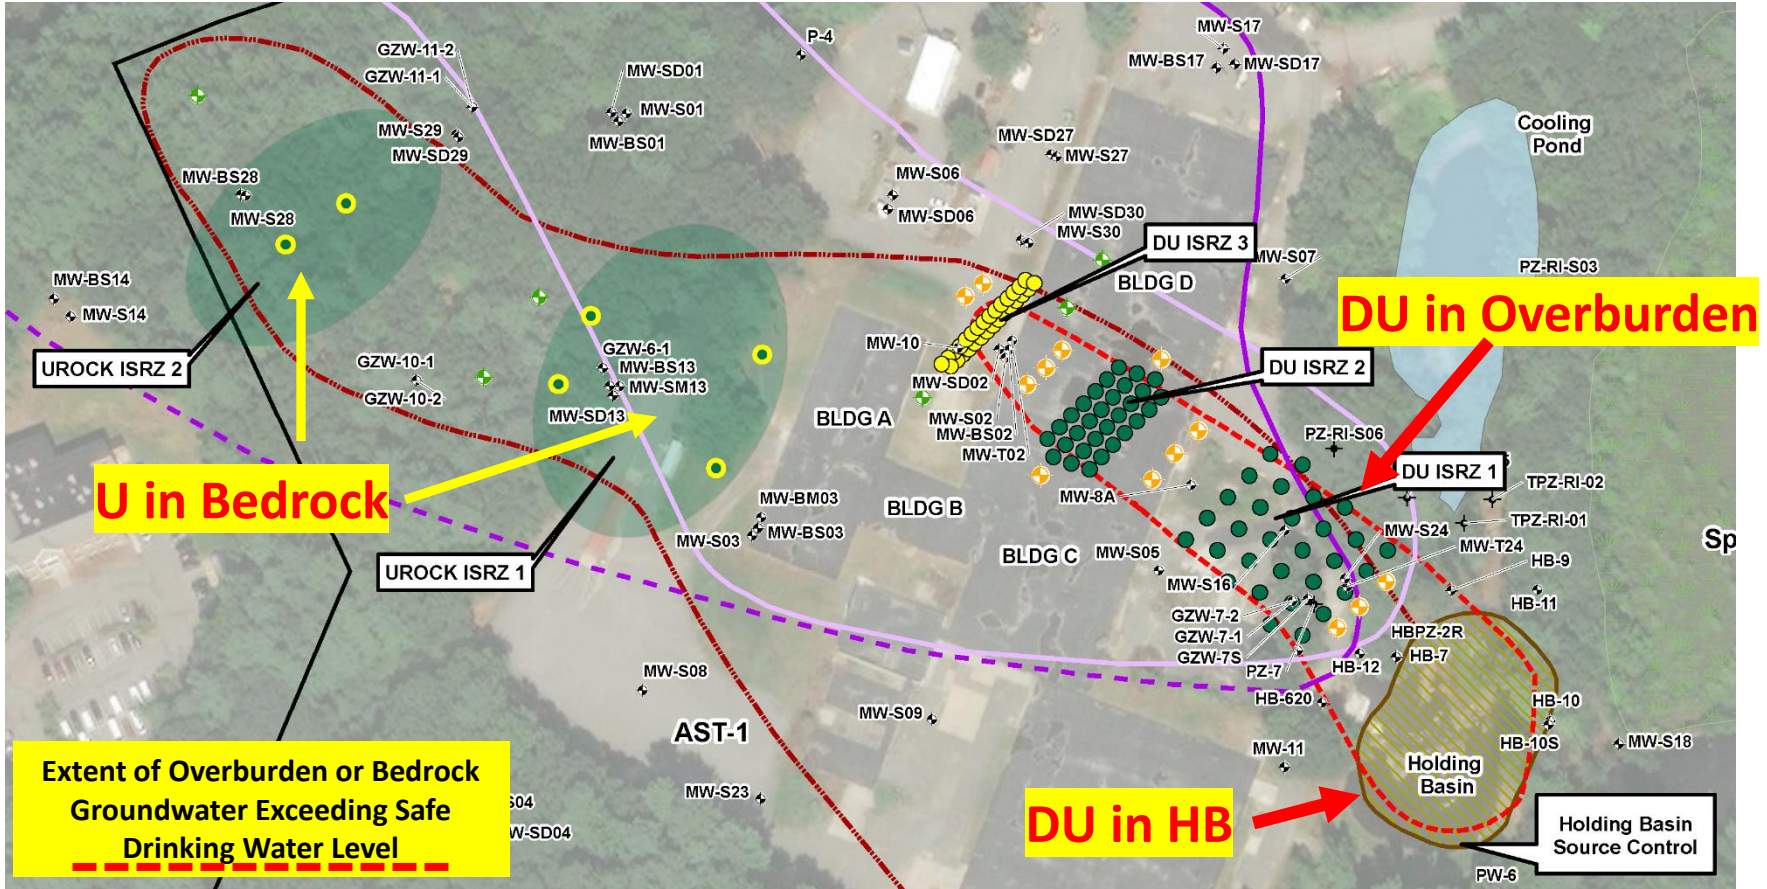 GZW-11-2
GZW-11-1
P-4
MW-S17
MW-BS17
MW-SD17
MW-SD01
MW-S01
MW-BS01
MW-S29
MW-SD29
MW-SD27
MW-S27
Cooling
Pond
MW-BS28
MW-S28
MW-S06
MW-SD06
MW-SD30
MW-S30
DU ISRZ 3
MW-S07
PZ-RI-S03
BLDG D
MW-BS14
MW-S14
DU in Overburden
UROCK ISRZ 2
GZW-10-1
GZW-10-2
GZW-6-1
MW-BS13
MW-SM13
MW-SD13
MW-10
MW-SD02
MW-S02
MW-BS02
MW-T02
DU ISRZ 2
BLDG A
PZ-RI-S06
DU ISRZ 1
U in Bedrock
MW-8A
TPZ-RI-02
TPZ-RI-01
MW-BM03
MW-BS03
MW-S03
BLDG B
BLDG C
MW-S24
MW-T24
Sp
UROCK ISRZ 1
MW-S05
MW-S16
HB-9
HB-11
GZW-7-2
GZW-7-1
GZW-7S
PZ-7
HBPZ-2R
HB-7
HB-12
HB-620
MW-S08
MW-S09
AST-1
HB-10
HB-10S
MW-S18
MW-11
Holding
Basin
MW-S23
Extent of Overburden or Bedrock
Groundwater Exceeding Safe
Drinking Water Level
S04
W-SD04
DU in HB
Holding Basin
Source Control
PW-6